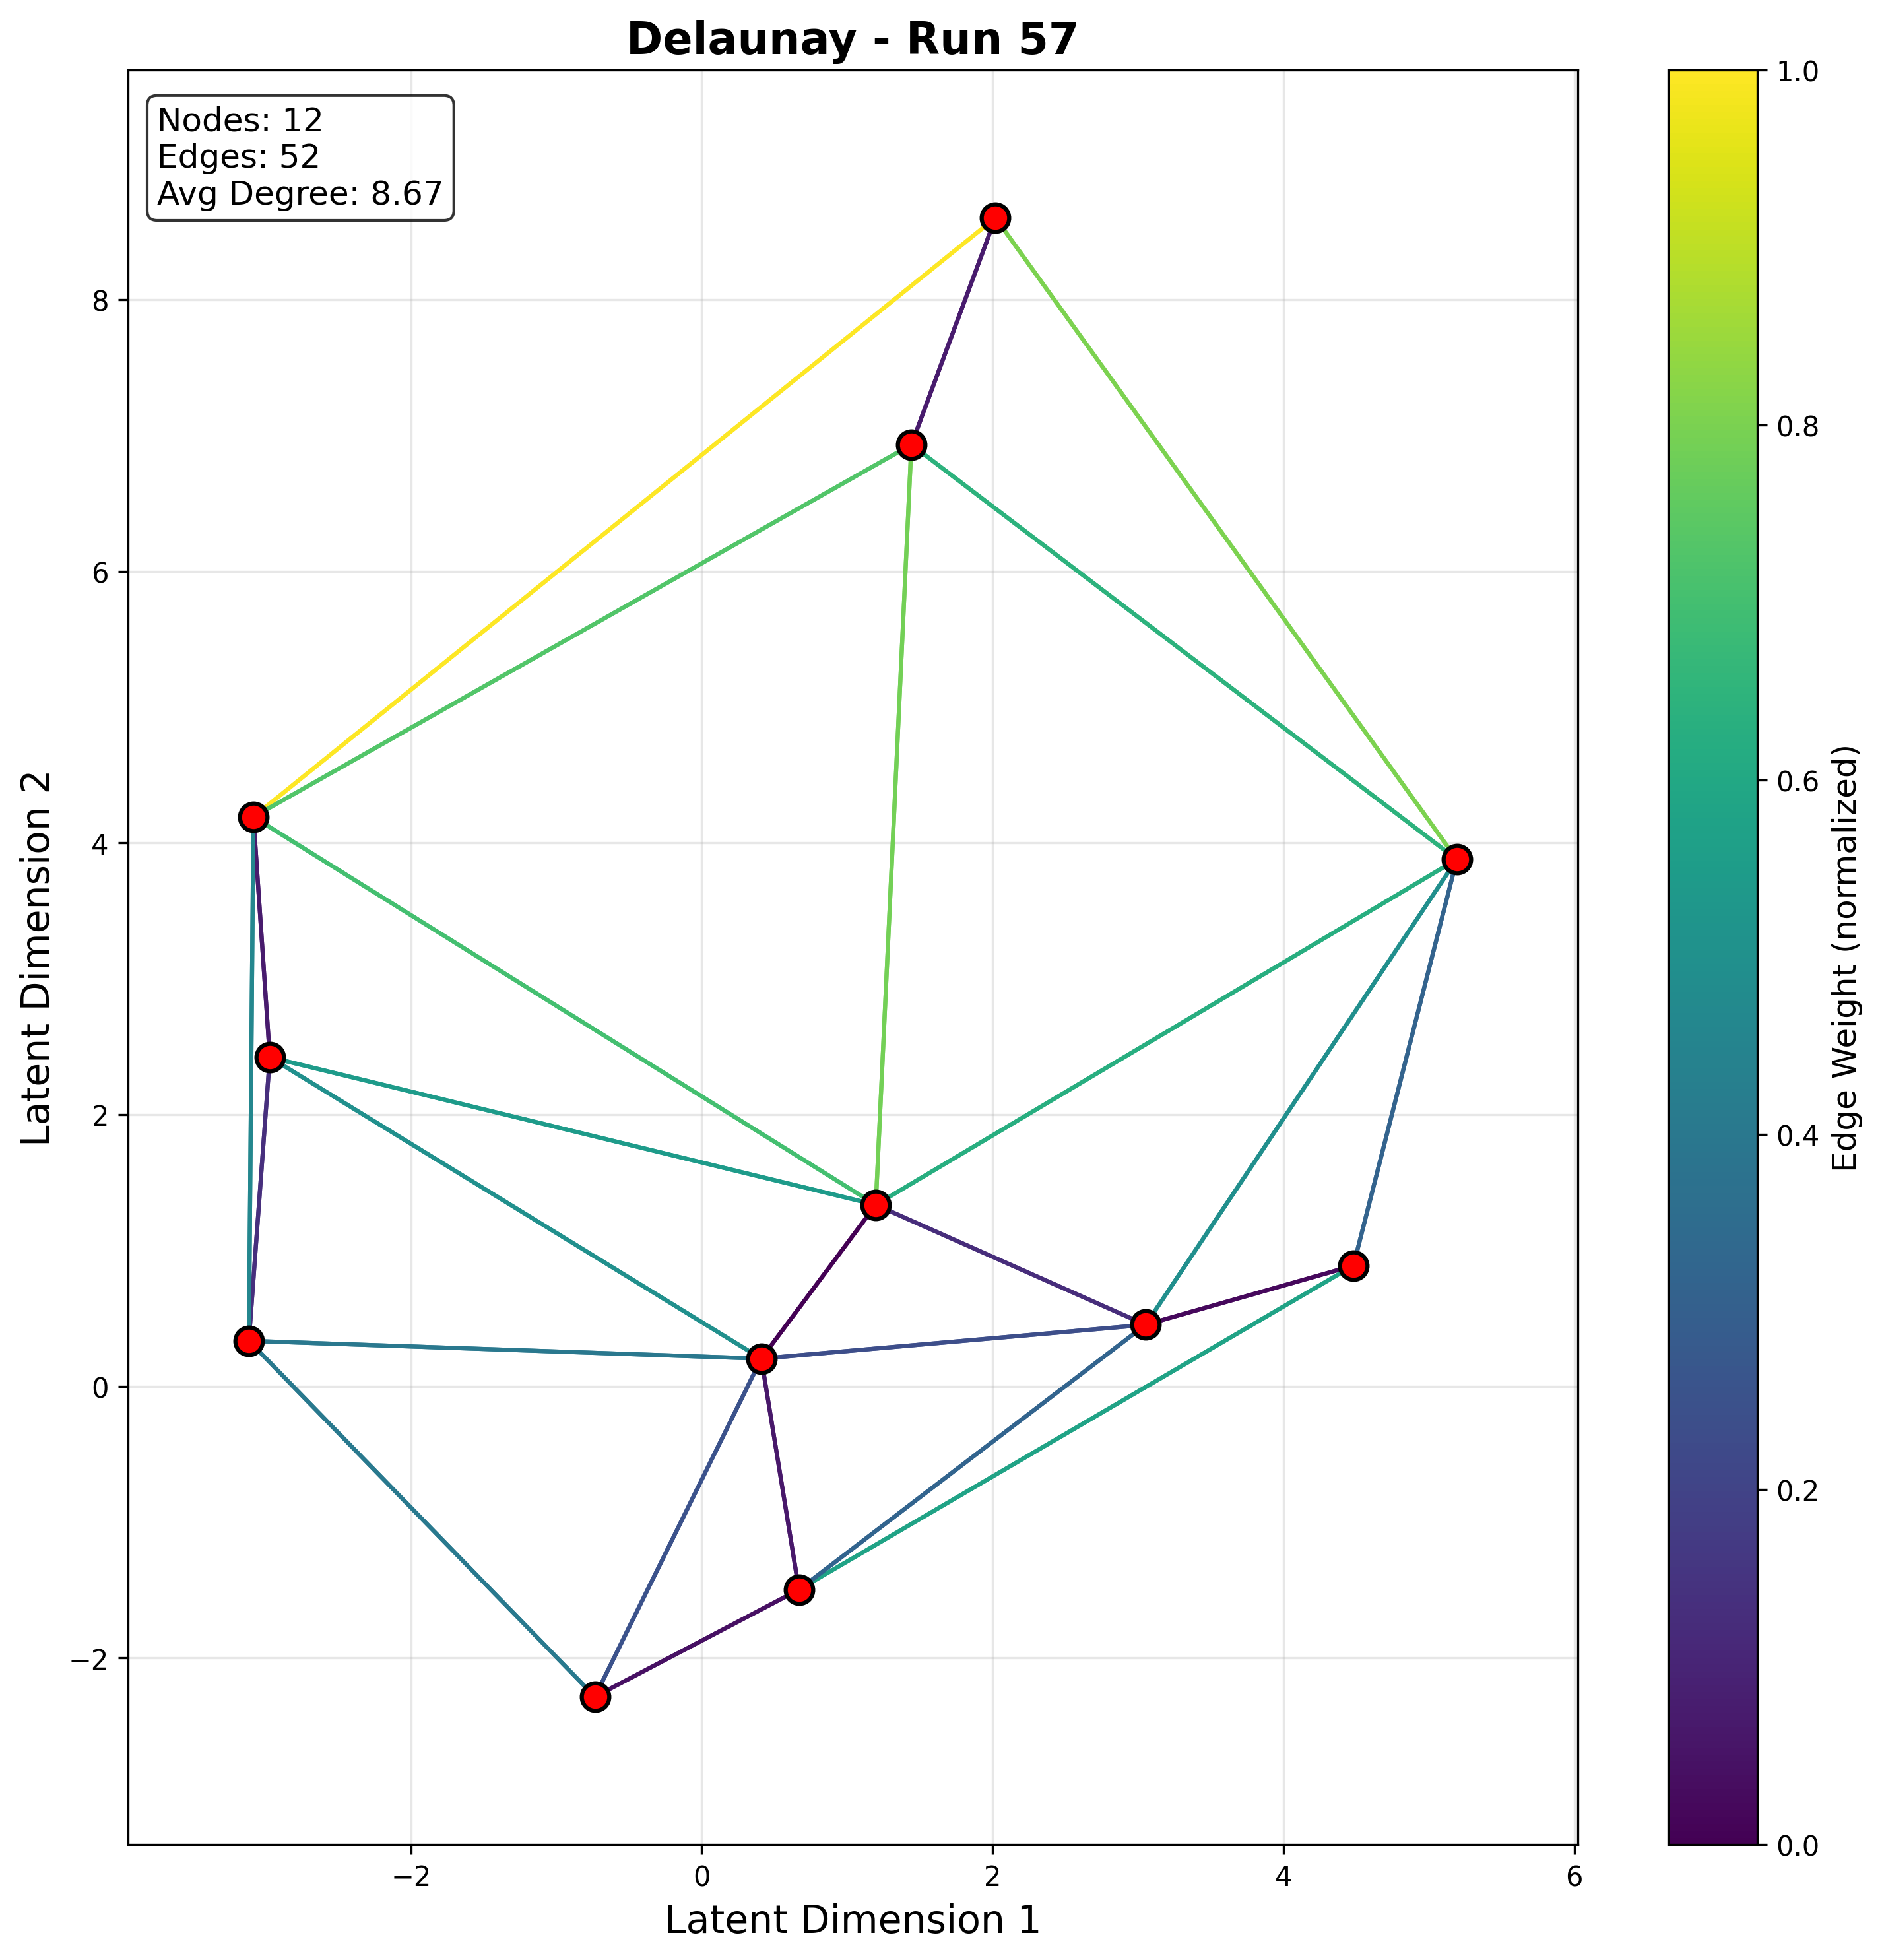 Delaunay - Run 57
Nodes: 12
Edges: 52
Avg Degree: 8.67
Latent Dimension 2
8
6
4
2
0
−2
−2
0
2
4
6
Latent Dimension 1
1.0
0.8
0.6
0.4
0.2
0.0
Edge Weight (normalized)